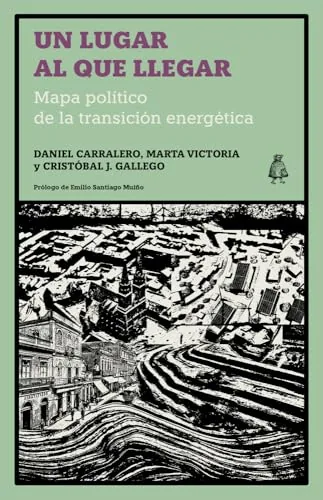 UN LUGAR
AL QUE LLEGAR
Mapa político
de la transición energética
DANIEL CARRALERO, MARTA VICTORIA
y CRISTÓBAL J. GALLEGO
Prólogo de Emilio Santiago Muíño